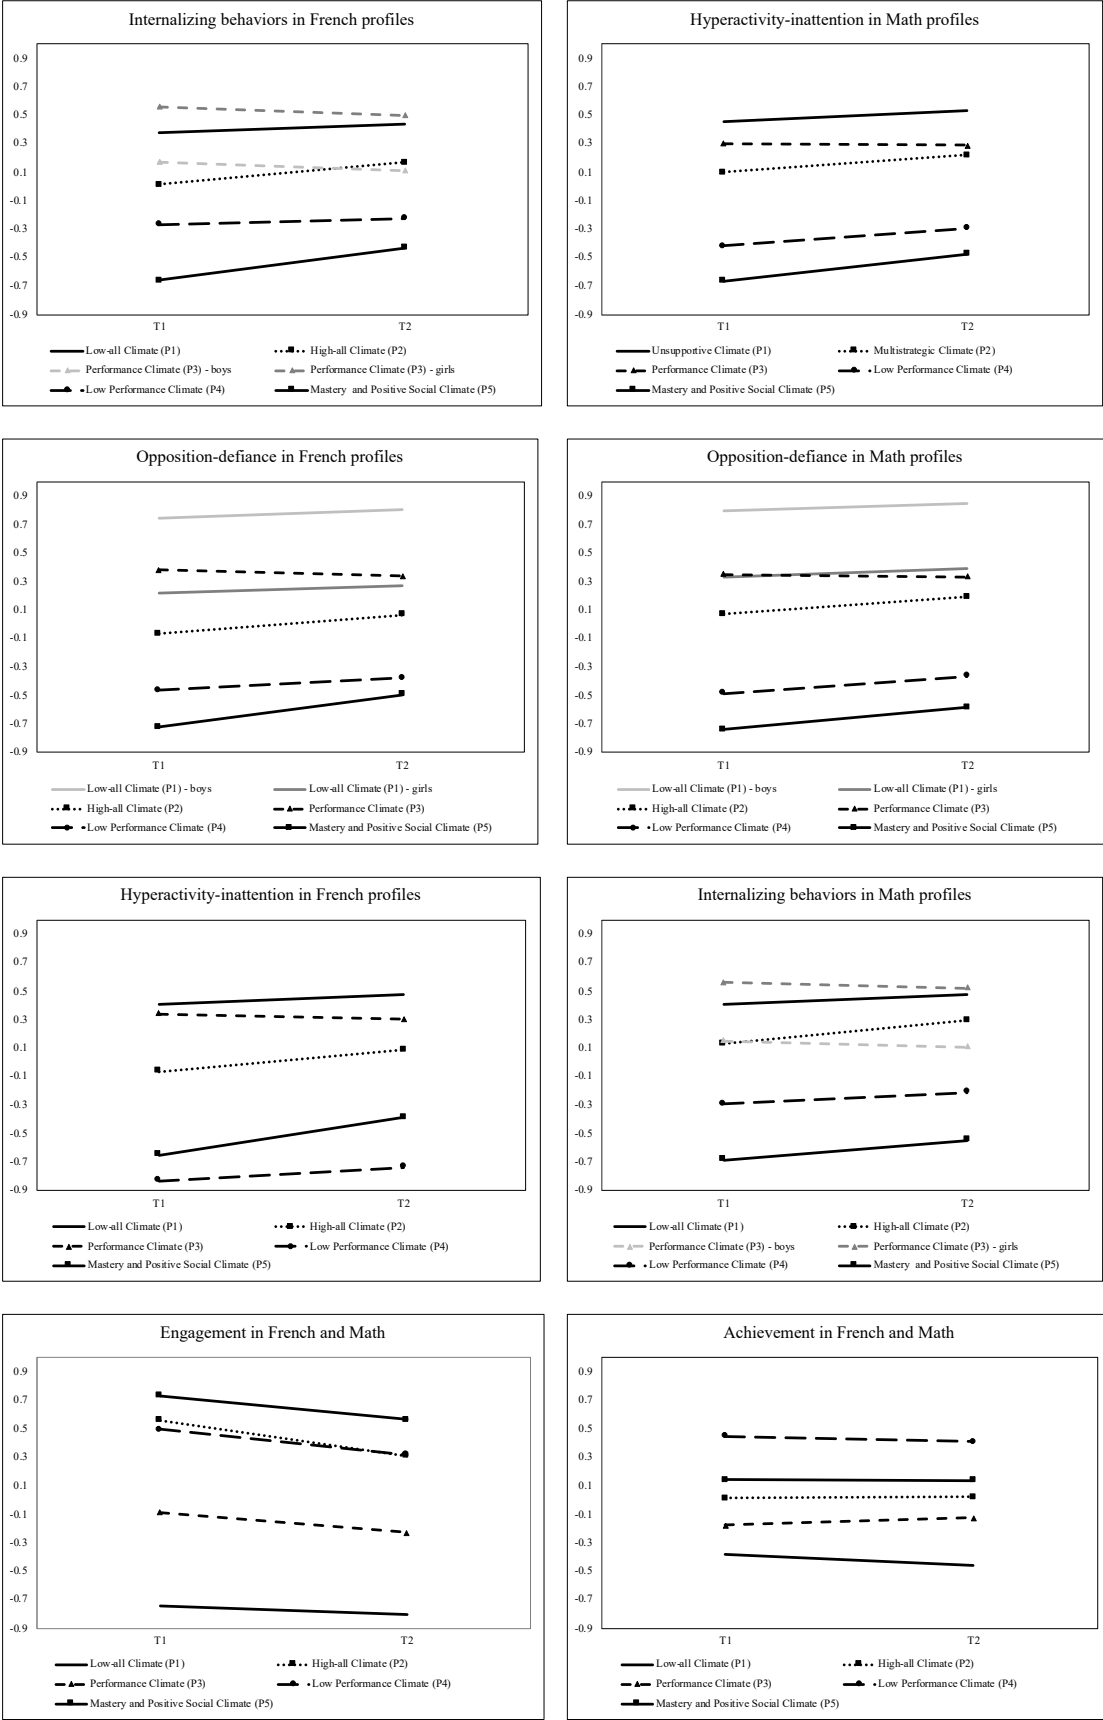 Internalizing behaviors in French profiles
0.9
0.7
0.5
0.3
0.1
-0.1
-0.3
-0.5
-0.7
-0.9
T1 T2
Low-all Climate (P1) High-all Climate (P2)
Performance Climate (P3) - boys Performance Climate (P3) - girls
Low Performance Climate (P4) Mastery and Positive Social Climate (P5)
Hyperactivity-inattention in Math profiles
0.9
0.7
0.5
0.3
0.1
-0.1
-0.3
-0.5
-0.7
-0.9
T1 T2
Unsupportive Climate (P1) Multistrategic Climate (P2)
Performance Climate (P3) Low Performance Climate (P4)
Mastery and Positive Social Climate (P5)
Opposition-defiance in French profiles
0.9
0.7
0.5
0.3
0.1
-0.1
-0.3
-0.5
-0.7
-0.9
T1 T2
Low-all Climate (P1) - boys Low-all Climate (P1) - girls
High-all Climate (P2) Performance Climate (P3)
Low Performance Climate (P4) Mastery and Positive Social Climate (P5)
Opposition-defiance in Math profiles
0.9
0.7
0.5
0.3
0.1
-0.1
-0.3
-0.5
-0.7
-0.9
T1 T2
Low-all Climate (P1) - boys Low-all Climate (P1) - girls
High-all Climate (P2) Performance Climate (P3)
Low Performance Climate (P4) Mastery and Positive Social Climate (P5)
Hyperactivity-inattention in French profiles
0.9
0.7
0.5
0.3
0.1
-0.1
-0.3
-0.5
-0.7
-0.9
T1 T2
Low-all Climate (P1) High-all Climate (P2)
Performance Climate (P3) Low Performance Climate (P4)
Mastery and Positive Social Climate (P5)
Internalizing behaviors in Math profiles
0.9
0.7
0.5
0.3
0.1
-0.1
-0.3
-0.5
-0.7
-0.9
T1 T2
Low-all Climate (P1) High-all Climate (P2)
Performance Climate (P3) - boys Performance Climate (P3) - girls
Low Performance Climate (P4) Mastery and Positive Social Climate (P5)
Engagement in French and Math
0.9
0.7
0.5
0.3
0.1
-0.1
-0.3
-0.5
-0.7
-0.9
T1 T2
Low-all Climate (P1) High-all Climate (P2)
Performance Climate (P3) Low Performance Climate (P4)
Mastery and Positive Social Climate (P5)
Achievement in French and Math
0.9
0.7
0.5
0.3
0.1
-0.1
-0.3
-0.5
-0.7
-0.9
T1 T2
Low-all Climate (P1) High-all Climate (P2)
Performance Climate (P3) Low Performance Climate (P4)
Mastery and Positive Social Climate (P5)